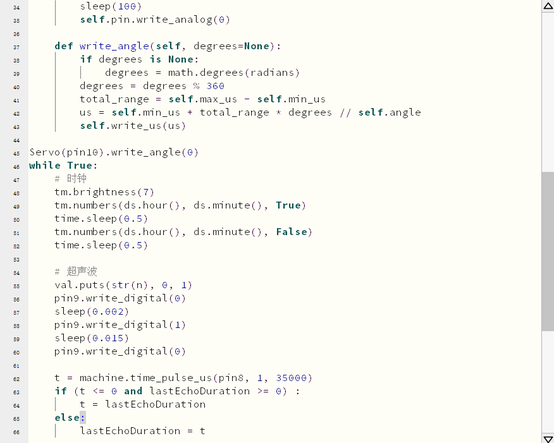 34 sleep(100)
35 self.pin.write_analog(0)
36
37 def write_angle(self, degrees=None):
38 if degrees is None:
39 degrees = math.degrees(radians)
40 degrees = degrees % 360
41 total_range = self.max_us - self.min_us
42 us = self.min_us + total_range * degrees // self.angle
43 self.write_us(us)
44
45 Servo(pin10).write_angle(0)
46 while True:
47 # 时钟
48 tm.brightness(7)
49 tm.numbers(ds.hour(), ds.minute(), True)
50 time.sleep(0.5)
51 tm.numbers(ds.hour(), ds.minute(), False)
52 time.sleep(0.5)
53
54 # 超声波
55 val.puts(str(n), 0, 1)
56 pin9.write_digital(0)
57 sleep(0.002)
58 pin9.write_digital(1)
59 sleep(0.015)
60 pin9.write_digital(0)
61
62 t = machine.time_pulse_us(pin8, 1, 35000)
63 if (t <= 0 and lastEchoDuration >= 0) :
64 t = lastEchoDuration
65 else:
66 lastEchoDuration = t